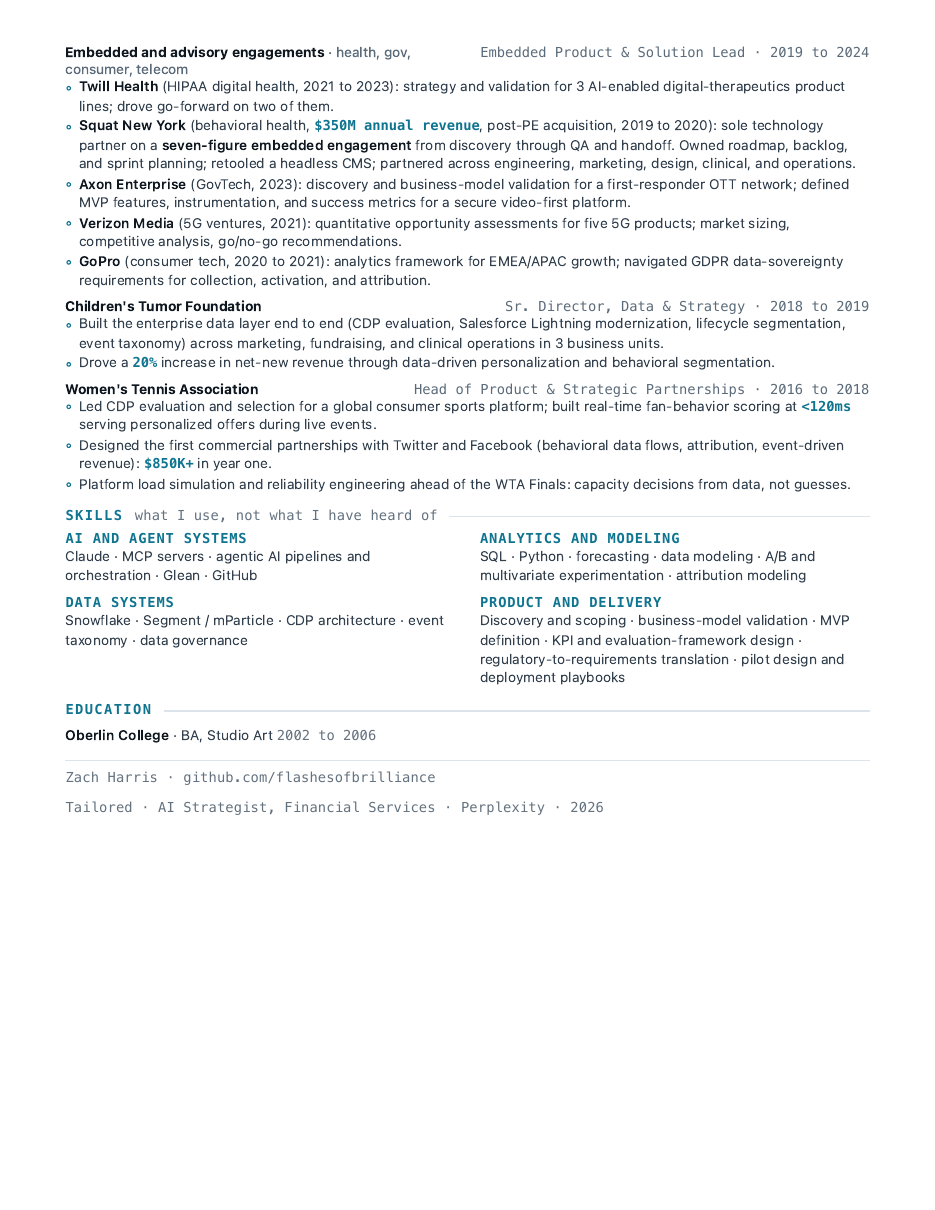 Embedded and advisory engagements · health, gov, consumer, telecom
Embedded Product & Solution Lead · 2019 to 2024
Twill Health (HIPAA digital health, 2021 to 2023): strategy and validation for 3 AI-enabled digital-therapeutics product
lines; drove go-forward on two of them.
Squat New York (behavioral health, $350M annual revenue, post-PE acquisition, 2019 to 2020): sole technology
partner on a seven-figure embedded engagement from discovery through QA and handoff. Owned roadmap, backlog,
and sprint planning; retooled a headless CMS; partnered across engineering, marketing, design, clinical, and operations.
Axon Enterprise (GovTech, 2023): discovery and business-model validation for a first-responder OTT network; defined
MVP features, instrumentation, and success metrics for a secure video-first platform.
Verizon Media (5G ventures, 2021): quantitative opportunity assessments for five 5G products; market sizing,
competitive analysis, go/no-go recommendations.
GoPro (consumer tech, 2020 to 2021): analytics framework for EMEA/APAC growth; navigated GDPR data-sovereignty
requirements for collection, activation, and attribution.
Children's Tumor Foundation Sr. Director, Data & Strategy · 2018 to 2019
Built the enterprise data layer end to end (CDP evaluation, Salesforce Lightning modernization, lifecycle segmentation,
event taxonomy) across marketing, fundraising, and clinical operations in 3 business units.
Drove a 20% increase in net-new revenue through data-driven personalization and behavioral segmentation.
Women's Tennis Association Head of Product & Strategic Partnerships · 2016 to 2018
Led CDP evaluation and selection for a global consumer sports platform; built real-time fan-behavior scoring at <120ms
serving personalized offers during live events.
Designed the first commercial partnerships with Twitter and Facebook (behavioral data flows, attribution, event-driven
revenue): $850K+ in year one.
Platform load simulation and reliability engineering ahead of the WTA Finals: capacity decisions from data, not guesses.
SKILLS what I use, not what I have heard of
AI AND AGENT SYSTEMS
Claude · MCP servers · agentic AI pipelines and
orchestration · Glean · GitHub
ANALYTICS AND MODELING
SQL · Python · forecasting · data modeling · A/B and
multivariate experimentation · attribution modeling
DATA SYSTEMS
Snowflake · Segment / mParticle · CDP architecture · event
taxonomy · data governance
PRODUCT AND DELIVERY
Discovery and scoping · business-model validation · MVP
definition · KPI and evaluation-framework design ·
regulatory-to-requirements translation · pilot design and
deployment playbooks
EDUCATION
Oberlin College · BA, Studio Art 2002 to 2006
Zach Harris · github.com/flashesofbrilliance
Tailored · AI Strategist, Financial Services · Perplexity · 2026